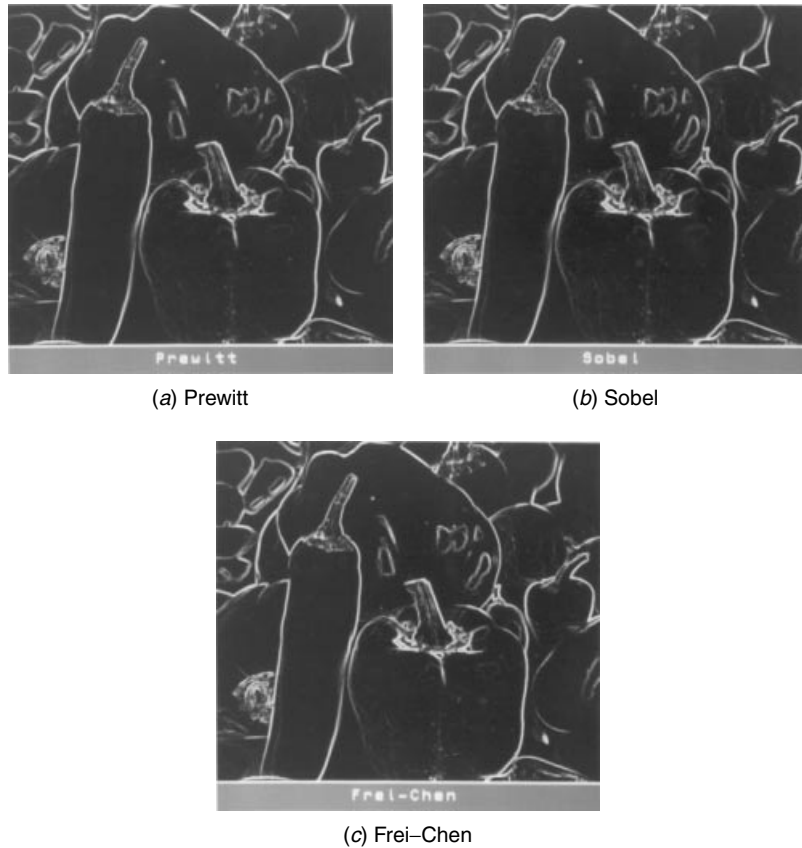 Prewitt
Sobel
(a) Prewitt
(b) Sobel
Frei-Chen
(c) Frei–Chen